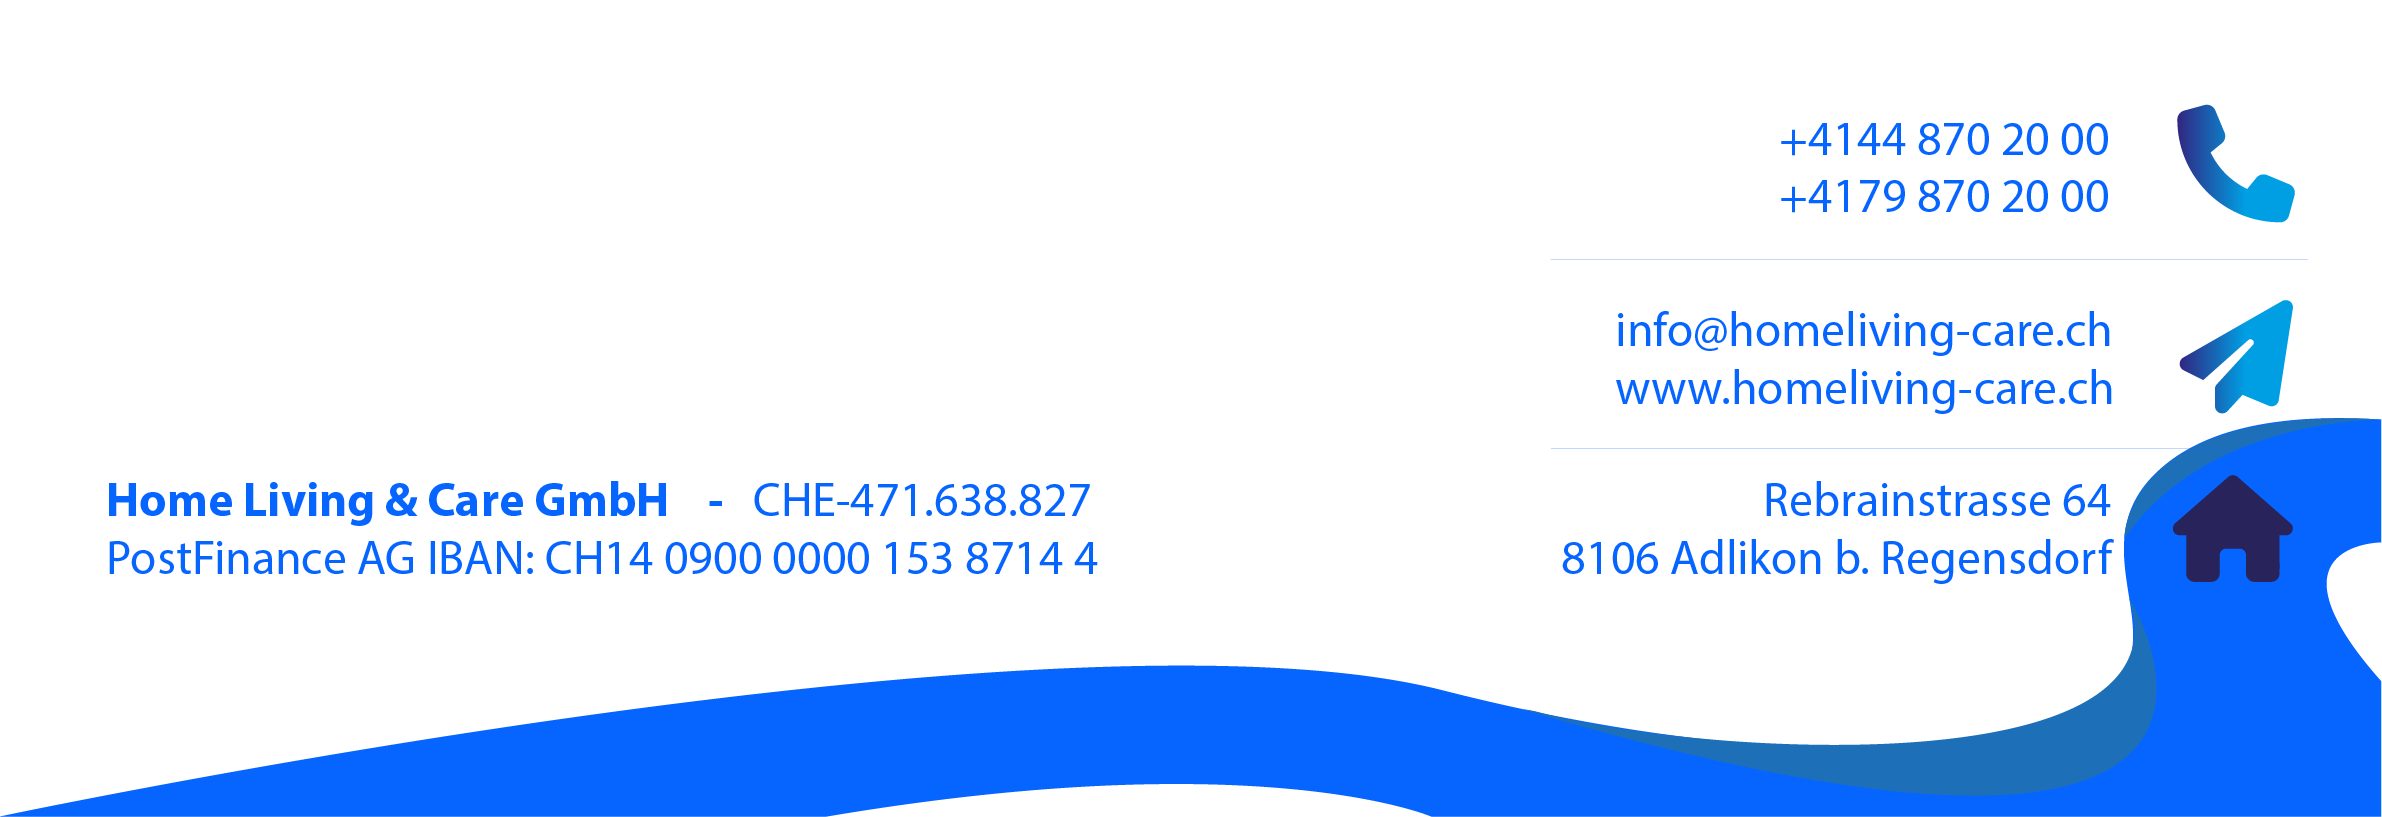 +4144 870 20 00
+4179 870 20 00
info@homeliving-care.ch
www.homeliving-care.ch
Home Living & Care GmbH - CHE-471.638.827
PostFinance AG IBAN: CH14 0900 0000 153 8714 4
Rebrainstrasse 64
8106 Adlikon b. Regensdorf